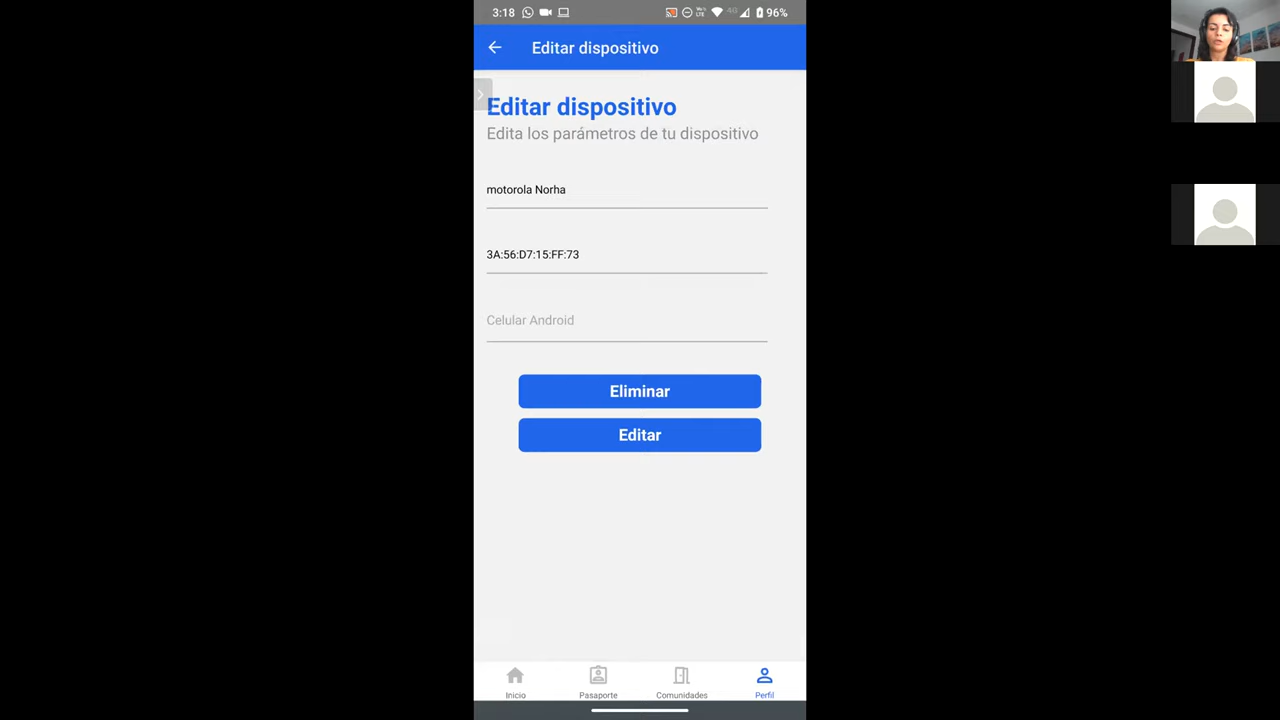 3:18
4G
96%
Editar dispositivo
Editar dispositivo
Edita los parámetros de tu dispositivo
motorola Norha
3A:56:D7:15:FF:73
Celular Android
Eliminar
Editar
Inicio
Pasaporte
Comunidades
Perfil